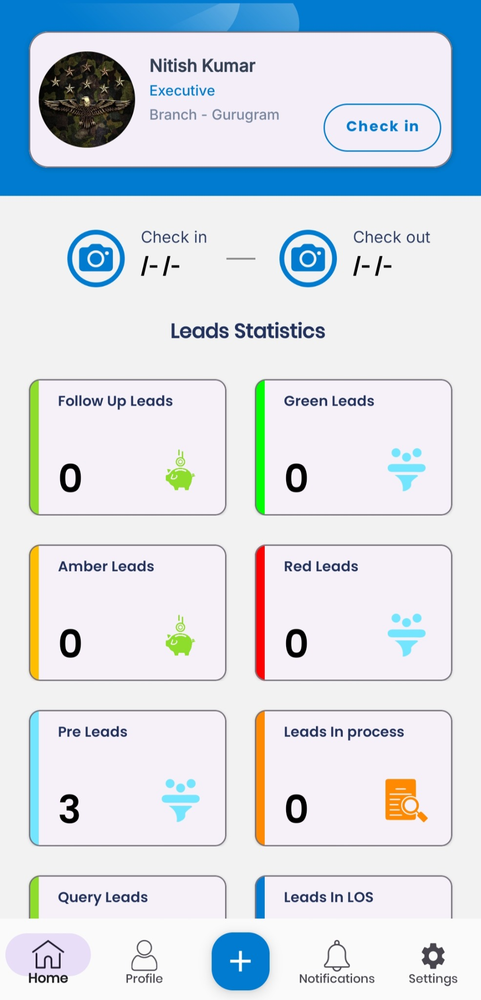 Nitish Kumar
Executive
Branch - Gurugram
Check in
Check in
/- /-
Check out
/- /-
Leads Statistics
Follow Up Leads
0
Green Leads
0
Amber Leads
0
Red Leads
0
Pre Leads
3
Leads In process
0
Query Leads
Leads In LOS
Home
Profile
Notifications
Settings